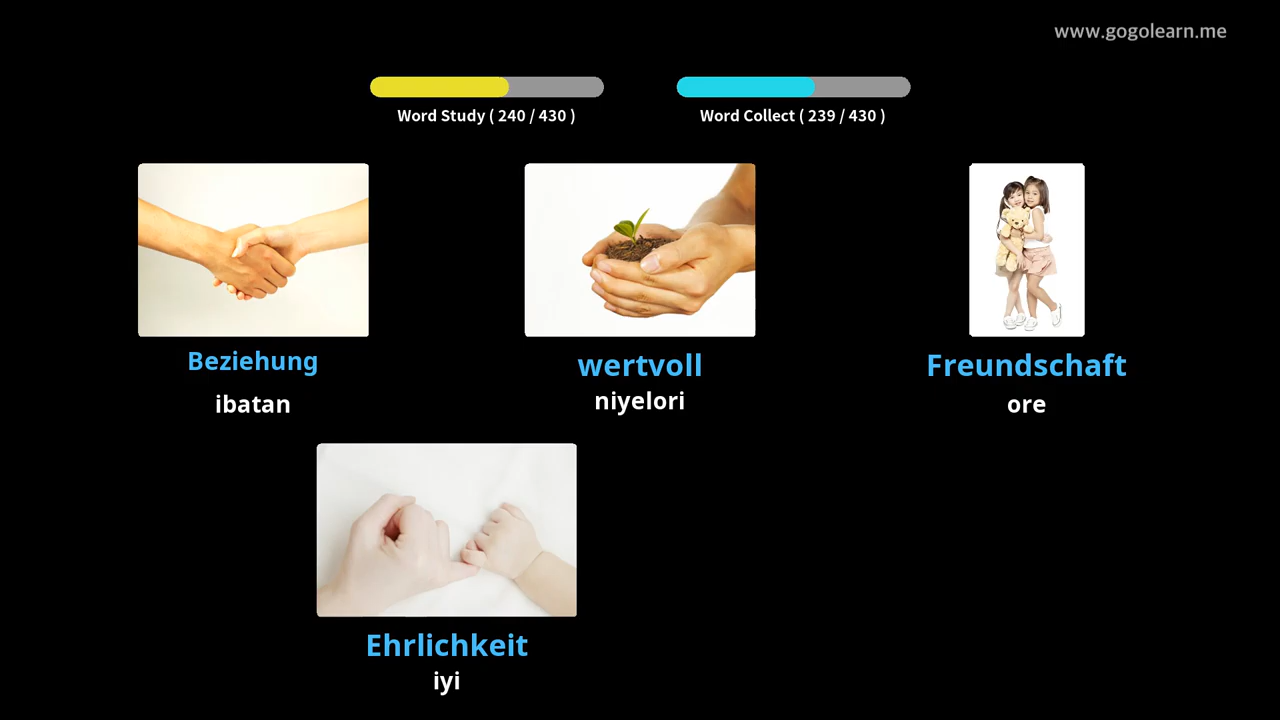 www.gogolearn.me
Word Study ( 240 / 430 )
Word Collect ( 239 / 430 )
Beziehung
ibatan
wertvoll
niyelori
Freundschaft
ore
Ehrlichkeit
iyi